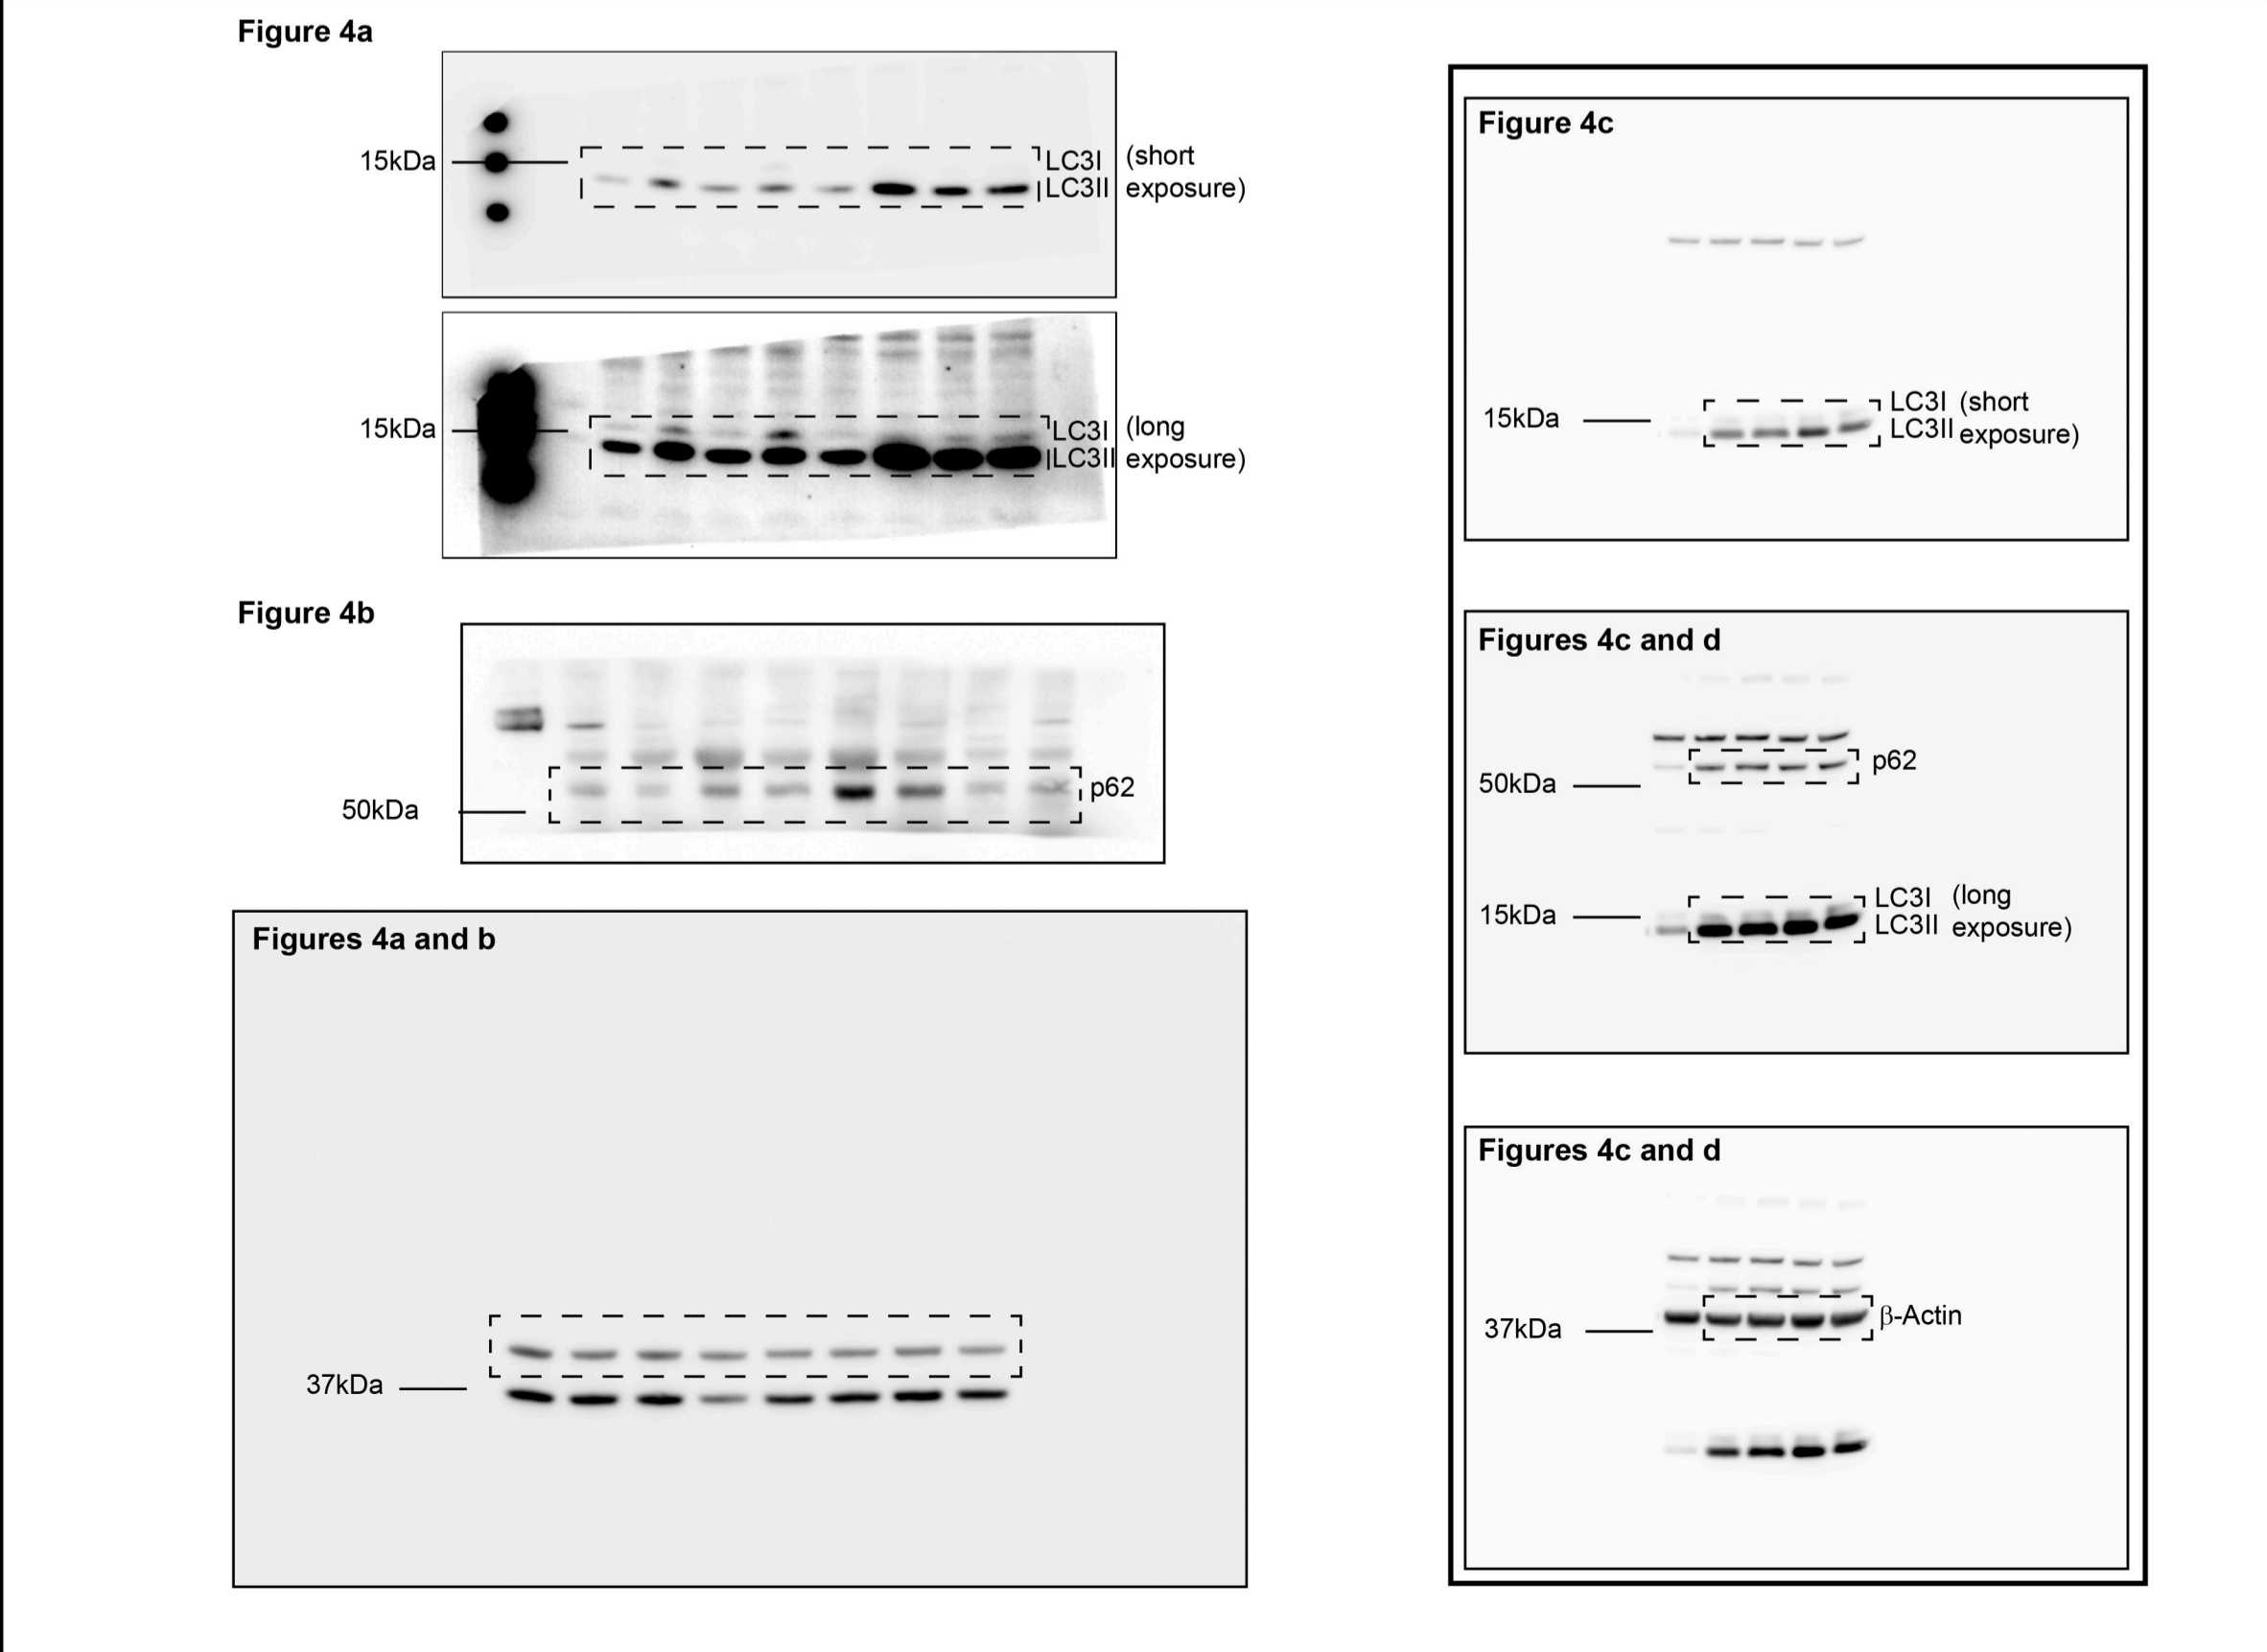 Figure 4a
15kDa
LC3I (short
LC3II exposure)
15kDa
LC3I (long
LC3II exposure)
Figure 4b
p62
50kDa
Figures 4a and b
37kDa
Figure 4c
15kDa
LC3I (short
LC3II exposure)
Figures 4c and d
p62
50kDa
15kDa
LC3I (long
LC3II exposure)
Figures 4c and d
37kDa
β-Actin